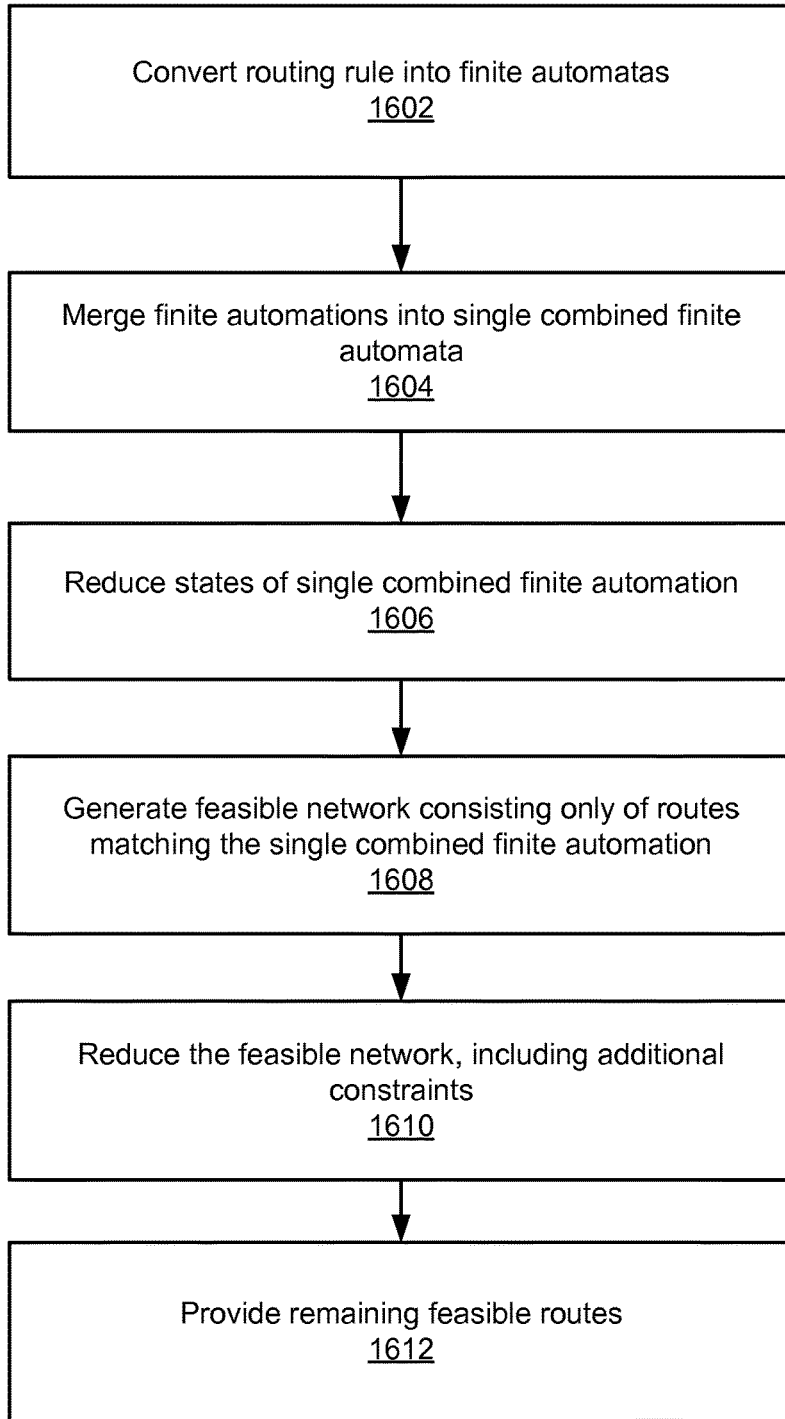 Convert routing rule into finite automatas
1602
Merge finite automations into single combined finite
automata
1604
Reduce states of single combined finite automation
1606
Generate feasible network consisting only of routes
matching the single combined finite automation
1608
Reduce the feasible network, including additional
constraints
1610
Provide remaining feasible routes
1612